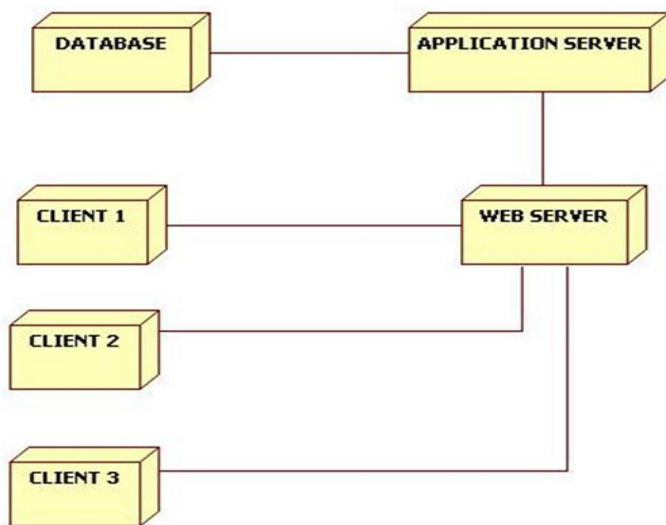 DATABASE
APPLICATION SERVER
CLIENT 1
WEB SERVER
CLIENT 2
CLIENT 3